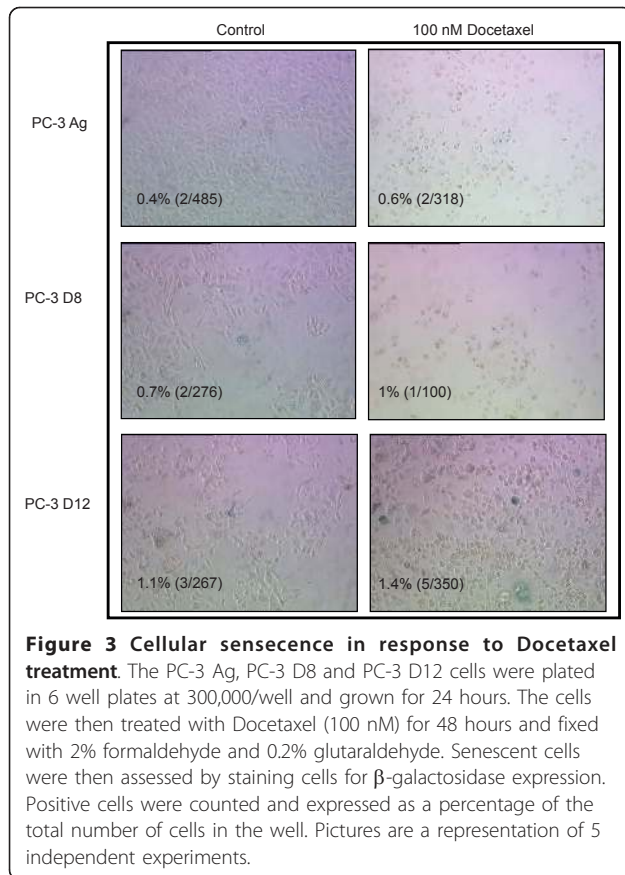 Control 100 nM Docetaxel
PC-3 Ag
0.4% (2/485) 0.6% (2/318)
PC-3 D8
0.7% (2/276) 1% (1/100)
PC-3 D12
1.1% (3/267) 1.4% (5/350)
Figure 3 Cellular sensecence in response to Docetaxel
treatment. The PC-3 Ag, PC-3 D8 and PC-3 D12 cells were plated
in 6 well plates at 300,000/well and grown for 24 hours. The cells
were then treated with Docetaxel (100 nM) for 48 hours and fixed
with 2% formaldehyde and 0.2% glutaraldehyde. Senescent cells
were then assessed by staining cells for β-galactosidase expression.
Positive cells were counted and expressed as a percentage of the
total number of cells in the well. Pictures are a representation of 5
independent experiments.